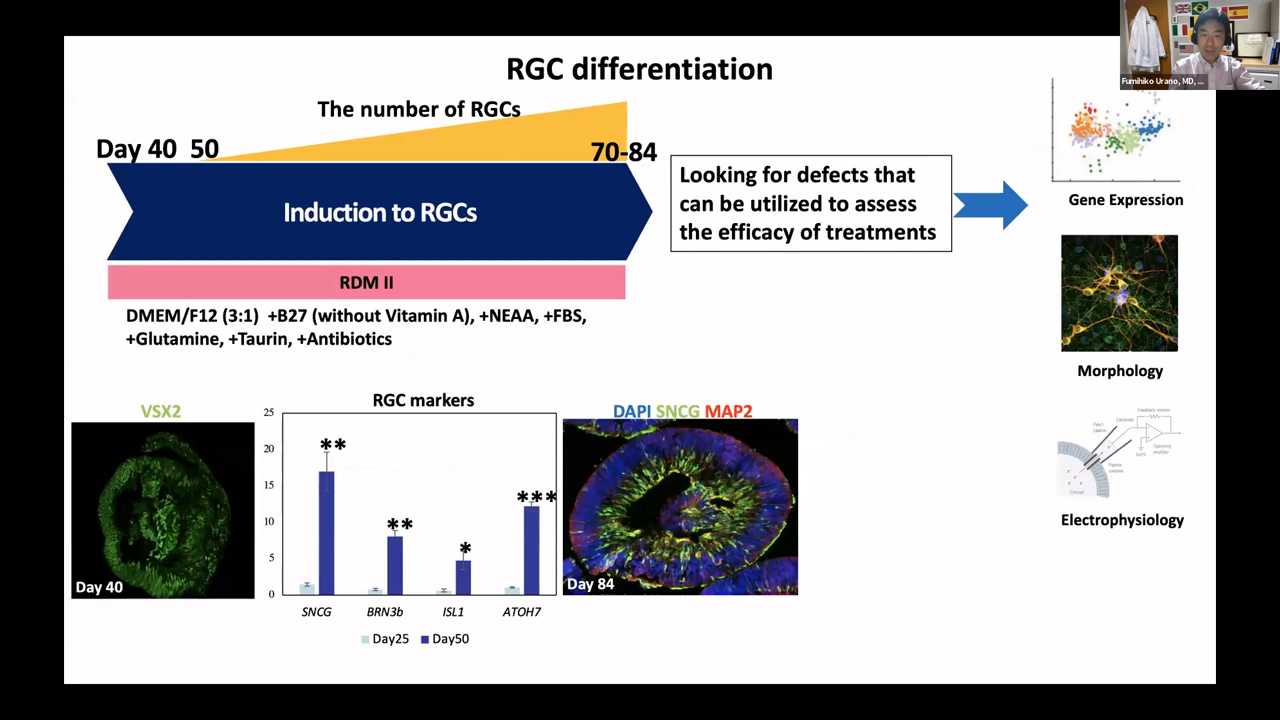 RGC differentiation
The number of RGCs
Day 40 50
70-84
Induction to RGCs
RDM II
DMEM/F12 (3:1) +B27 (without Vitamin A), +NEAA, +FBS,
+Glutamine, +Taurin, +Antibiotics
Looking for defects that
can be utilized to assess
the efficacy of treatments
Fumihiko Urano, MD, ...
Gene Expression
Morphology
Electrophysiology
VSX2
Day 40
RGC markers
25
20
15
10
5
0
**
**
*
***
SNCG BRN3b ISL1 ATOH7
Day25 Day50
DAPI SNCG MAP2
Day 84